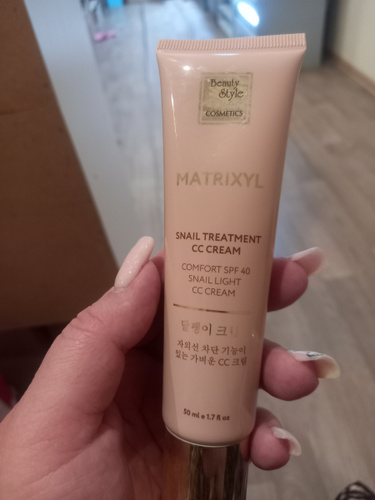 Beauty
Style
COSMETICS
MATRIXYL
SNAIL TREATMENT
CC CREAM
COMFORT SPF 40
SNAIL LIGHT
CC CREAM
달팽이 크림
자외선 차단 기능이
있는 가벼운 CC 크림
50 ml e 1.7 fl oz